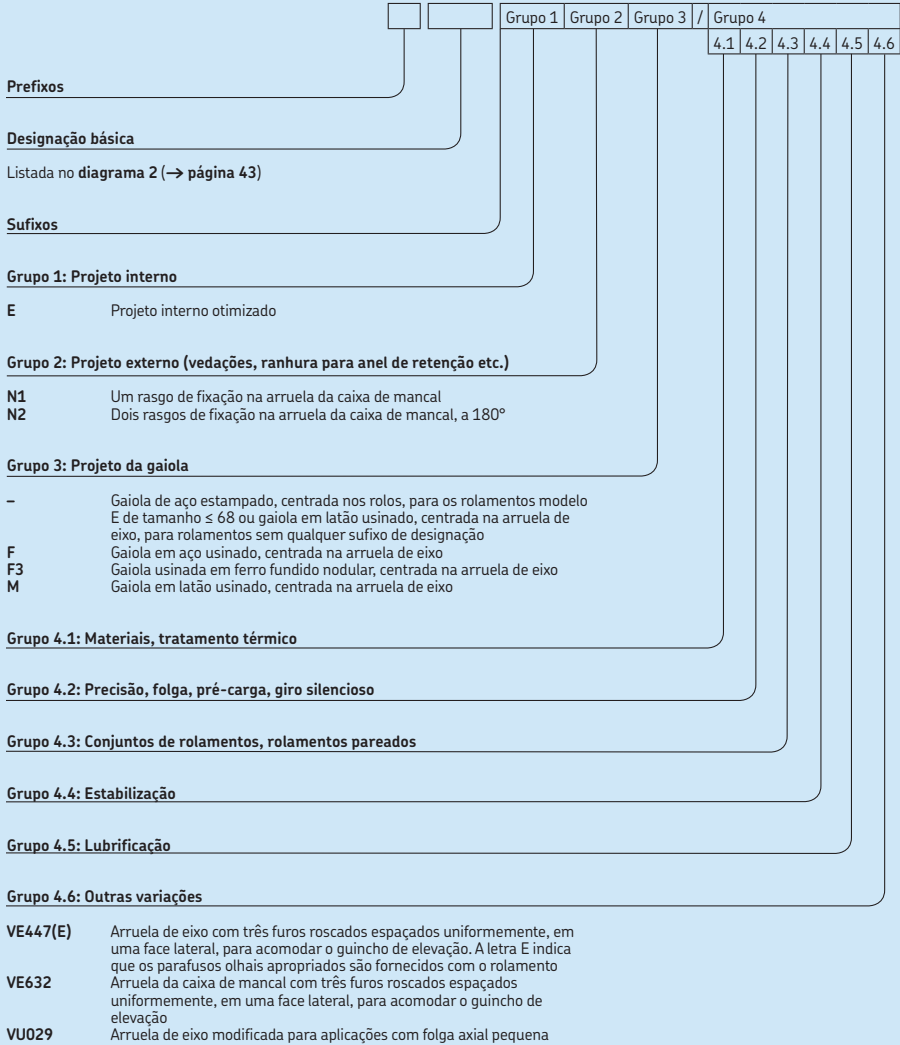 Grupo 1 Grupo 2 Grupo 3 / Grupo 4
4.1 4.2 4.3 4.4 4.5 4.6
Prefixos
Designação básica
Listada no diagrama 2 (→ página 43)
Sufixos
Grupo 1: Projeto interno
E Projeto interno otimizado
Grupo 2: Projeto externo (vedações, ranhura para anel de retenção etc.)
N1 Um rasgo de fixação na arruela da caixa de mancal
N2 Dois rasgos de fixação na arruela da caixa de mancal, a 180°
Grupo 3: Projeto da gaiola
– Gaiola de aço estampado, centrada nos rolos, para os rolamentos modelo
E de tamanho ≤ 68 ou gaiola em latão usinado, centrada na arruela de
eixo, para rolamentos sem qualquer sufixo de designação
F Gaiola em aço usinado, centrada na arruela de eixo
F3 Gaiola usinada em ferro fundido nodular, centrada na arruela de eixo
M Gaiola em latão usinado, centrada na arruela de eixo
Grupo 4.1: Materiais, tratamento térmico
Grupo 4.2: Precisão, folga, pré-carga, giro silencioso
Grupo 4.3: Conjuntos de rolamentos, rolamentos pareados
Grupo 4.4: Estabilização
Grupo 4.5: Lubrificação
Grupo 4.6: Outras variações
VE447(E) Arruela de eixo com três furos roscados espaçados uniformemente, em
uma face lateral, para acomodar o guincho de elevação. A letra E indica
que os parafusos olhais apropriados são fornecidos com o rolamento
VE632 Arruela da caixa de mancal com três furos roscados espaçados
uniformemente, em uma face lateral, para acomodar o guincho de
elevação
VU029 Arruela de eixo modificada para aplicações com folga axial pequena